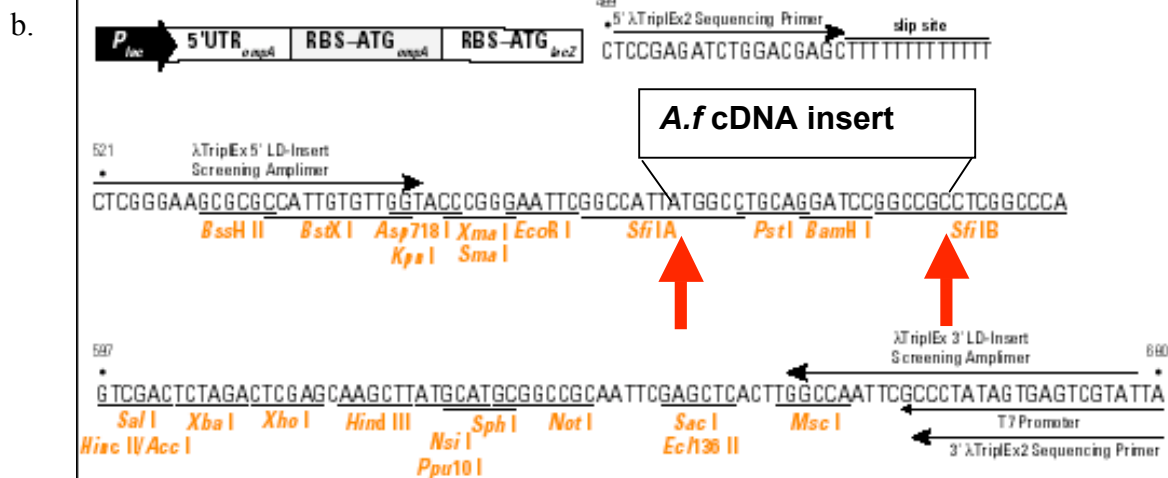 b.
P lac 5'UTR ompA RBS–ATG ompA RBS–ATG lacZ
5' λTriplEx2 Sequencing Primer slip site
CTCCGAGATCTGGACGAGCTTTTTTTTTTTTT
A.f cDNA insert
521 λTriplEx 5' LD-Insert
Screening Amplimer
CTCGGGAAGCGCGCCATTGTGTTGGTACCCGGGAATTCGGCCATTATGGCCTGCAGGATCCGGCCGCCTCGGCCCA
BssH II BstX I Asp718 I Xma I EcoR I Sfi IA Pst I BamH I Sfi IB
Kpn I Sma I
λTriplEx 3' LD-Insert
597 Screening Amplimer 680
GTCGACTCTAGACTCGAGCAAGCTTATGCATGCGGCCGCAATTCGAGCTCACTTGGCCAATTCGCCCTATAGTGAGTCGTATTA
Sal I Xba I Xho I Hind III Sph I Not I Sac I Msc I T7 Promoter
Hinc II/Acc I Nsi I Ecl136 II 3' λTriplEx2 Sequencing Primer
Ppu10 I